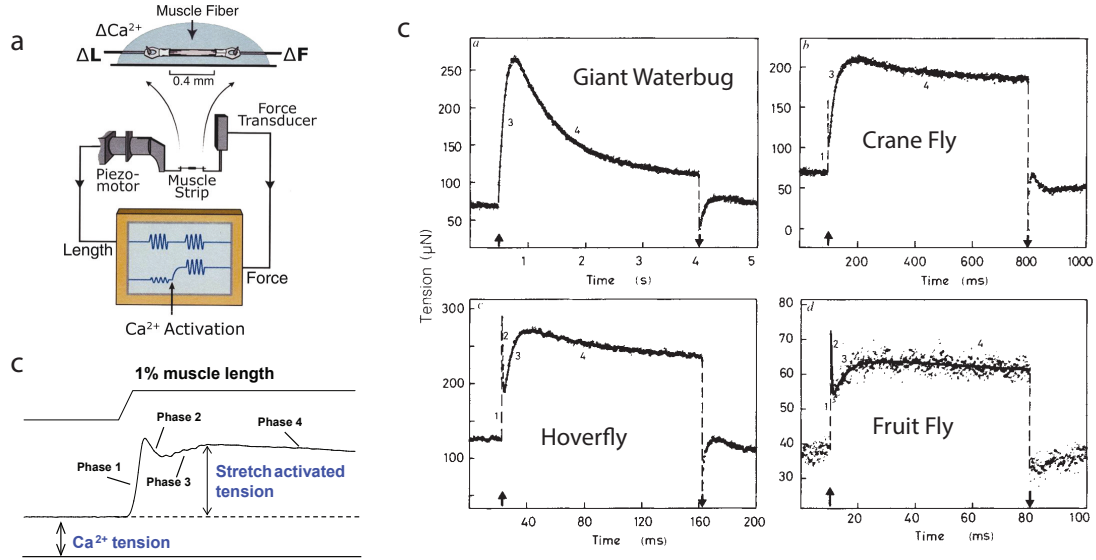 a
Muscle Fiber
ΔCa²⁺
ΔL
ΔF
0.4 mm
Force
Transducer
Piezo-
motor
Muscle
Strip
Length
Force
Ca²⁺ Activation
C
1% muscle length
Phase 1
Phase 2
Phase 3
Phase 4
Stretch activated
tension
Ca²⁺ tension
C
Tension (μN)
a
Giant Waterbug
250
200
150
100
50
3
4
1 2 3 4 5
Time (s)
b
Crane Fly
200
150
100
50
0
1
3
4
200 400 600 800 1000
Time (ms)
c
Hoverfly
300
200
100
1
2
3
4
40 80 120 160 200
Time (ms)
d
Fruit Fly
80
70
60
50
40
30
1
2
3
4
20 40 60 80 100
Time (ms)